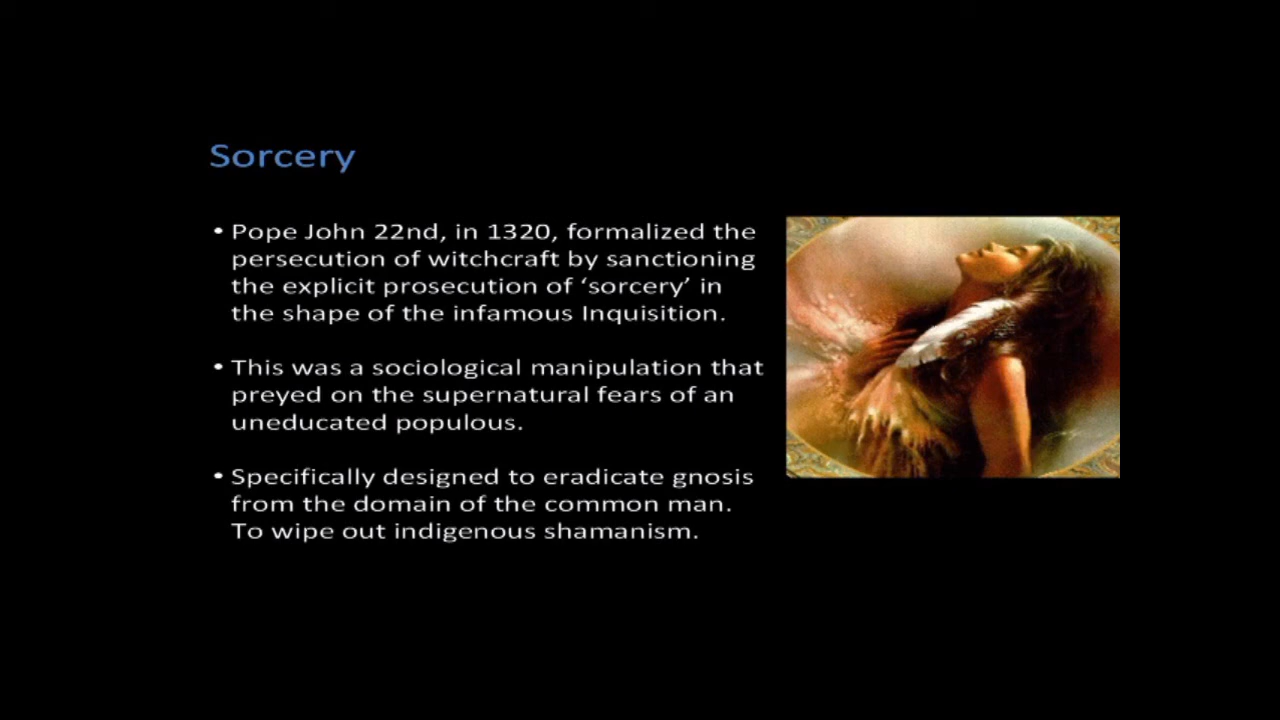 Sorcery
• Pope John 22nd, in 1320, formalized the
persecution of witchcraft by sanctioning
the explicit prosecution of ‘sorcery’ in
the shape of the infamous Inquisition.
• This was a sociological manipulation that
preyed on the supernatural fears of an
uneducated populous.
• Specifically designed to eradicate gnosis
from the domain of the common man.
To wipe out indigenous shamanism.